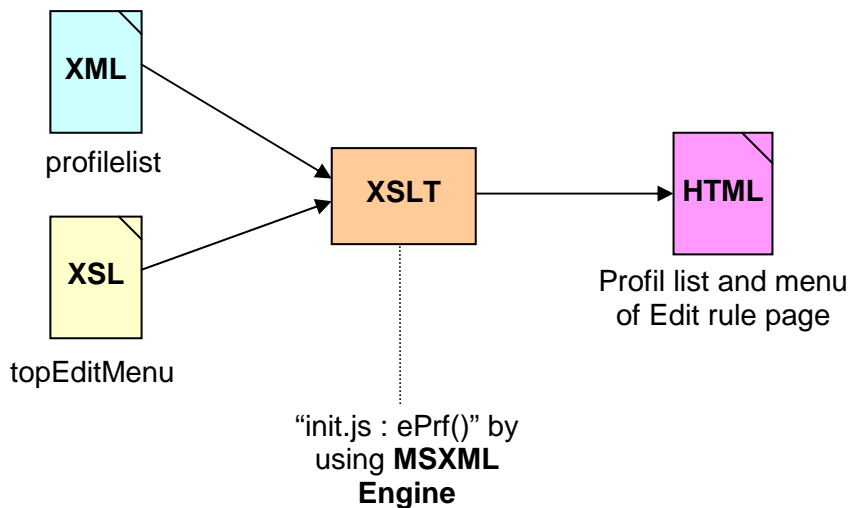 XML
profilelist
XSL
topEditMenu
XSLT
“init.js : ePrf()” by
using MSXML
Engine
HTML
Profil list and menu
of Edit rule page